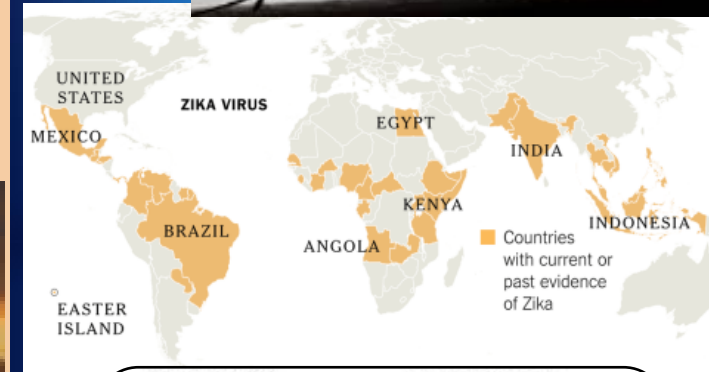 UNITED
STATES
ZIKA VIRUS
MEXICO
EGYPT
INDIA
KENYA
BRAZIL
INDONESIA
ANGOLA
Countries
with current or
past evidence
of Zika
EASTER
ISLAND